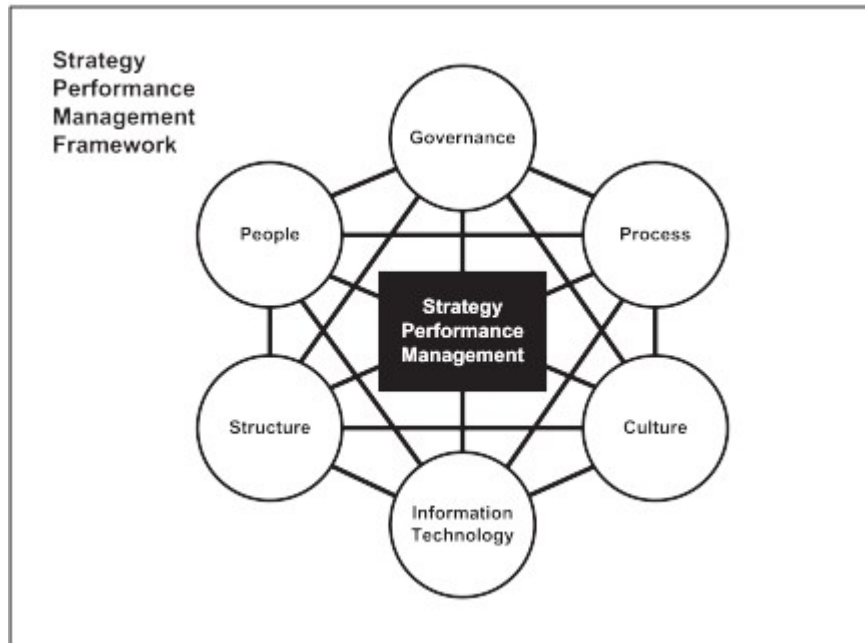 Strategy
Performance
Management
Framework
Governance
People
Process
Strategy
Performance
Management
Structure
Culture
Information
Technology